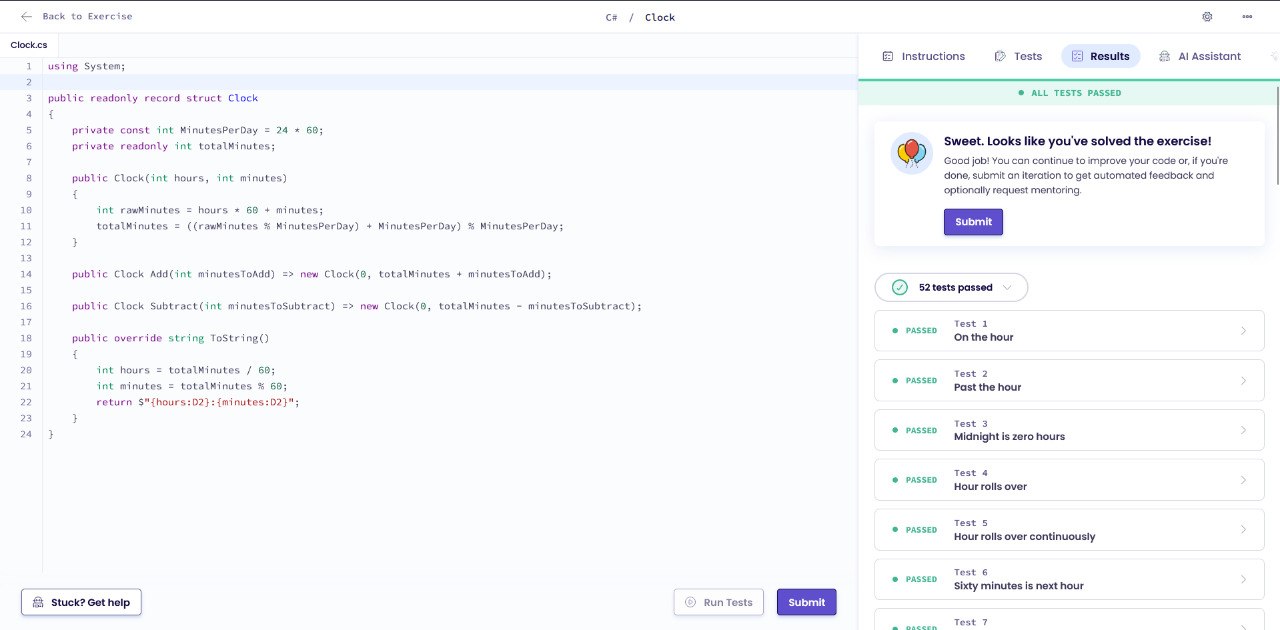 Back to Exercise
C# / Clock
Clock.cs
1 using System;
2
3 public readonly record struct Clock
4 {
5     private const int MinutesPerDay = 24 * 60;
6     private readonly int totalMinutes;
7
8     public Clock(int hours, int minutes)
9     {
10         int rawMinutes = hours * 60 + minutes;
11         totalMinutes = ((rawMinutes % MinutesPerDay) + MinutesPerDay) % MinutesPerDay;
12     }
13
14     public Clock Add(int minutesToAdd) => new Clock(0, totalMinutes + minutesToAdd);
15
16     public Clock Subtract(int minutesToSubtract) => new Clock(0, totalMinutes - minutesToSubtract);
17
18     public override string ToString()
19     {
20         int hours = totalMinutes / 60;
21         int minutes = totalMinutes % 60;
22         return $"{hours:D2}:{minutes:D2}";
23     }
24 }
Stuck? Get help
Run Tests
Submit
Instructions
Tests
Results
AI Assistant
ALL TESTS PASSED
Sweet. Looks like you've solved the exercise!
Good job! You can continue to improve your code or, if you're
done, submit an iteration to get automated feedback and
optionally request mentoring.
Submit
52 tests passed
PASSED
Test 1
On the hour
PASSED
Test 2
Past the hour
PASSED
Test 3
Midnight is zero hours
PASSED
Test 4
Hour rolls over
PASSED
Test 5
Hour rolls over continuously
PASSED
Test 6
Sixty minutes is next hour
PASSED
Test 7